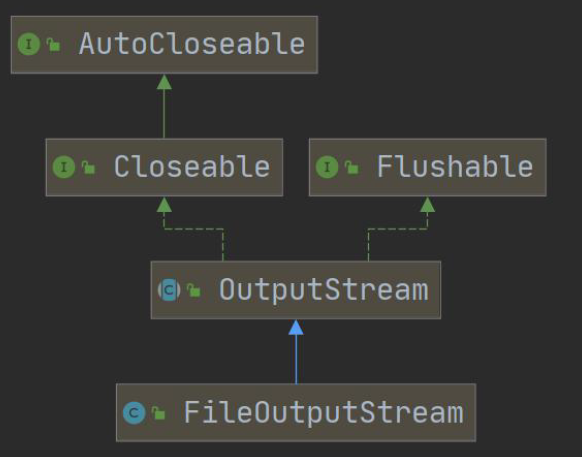 I AutoCloseable
I Closeable
I Flushable
C OutputStream
C FileOutputStream